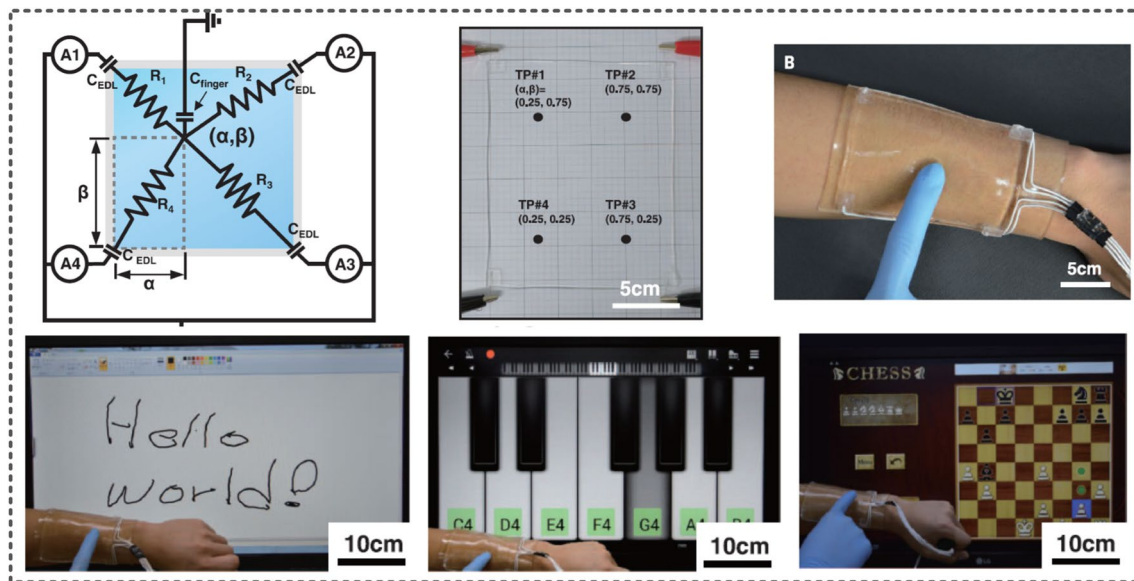 A1
A2
C_EDL
R1
R2
C_EDL
C_finger
(α,β)
β
R4
R3
C_EDL
C_EDL
A4
A3
α
TP#1
(α,β)=
(0.25, 0.75)
TP#2
(0.75, 0.75)
TP#4
(0.25, 0.25)
TP#3
(0.75, 0.25)
5cm
B
5cm
Hello
world!
10cm
C4
D4
E4
F4
G4
A4
10cm
CHESS
Menu
10cm